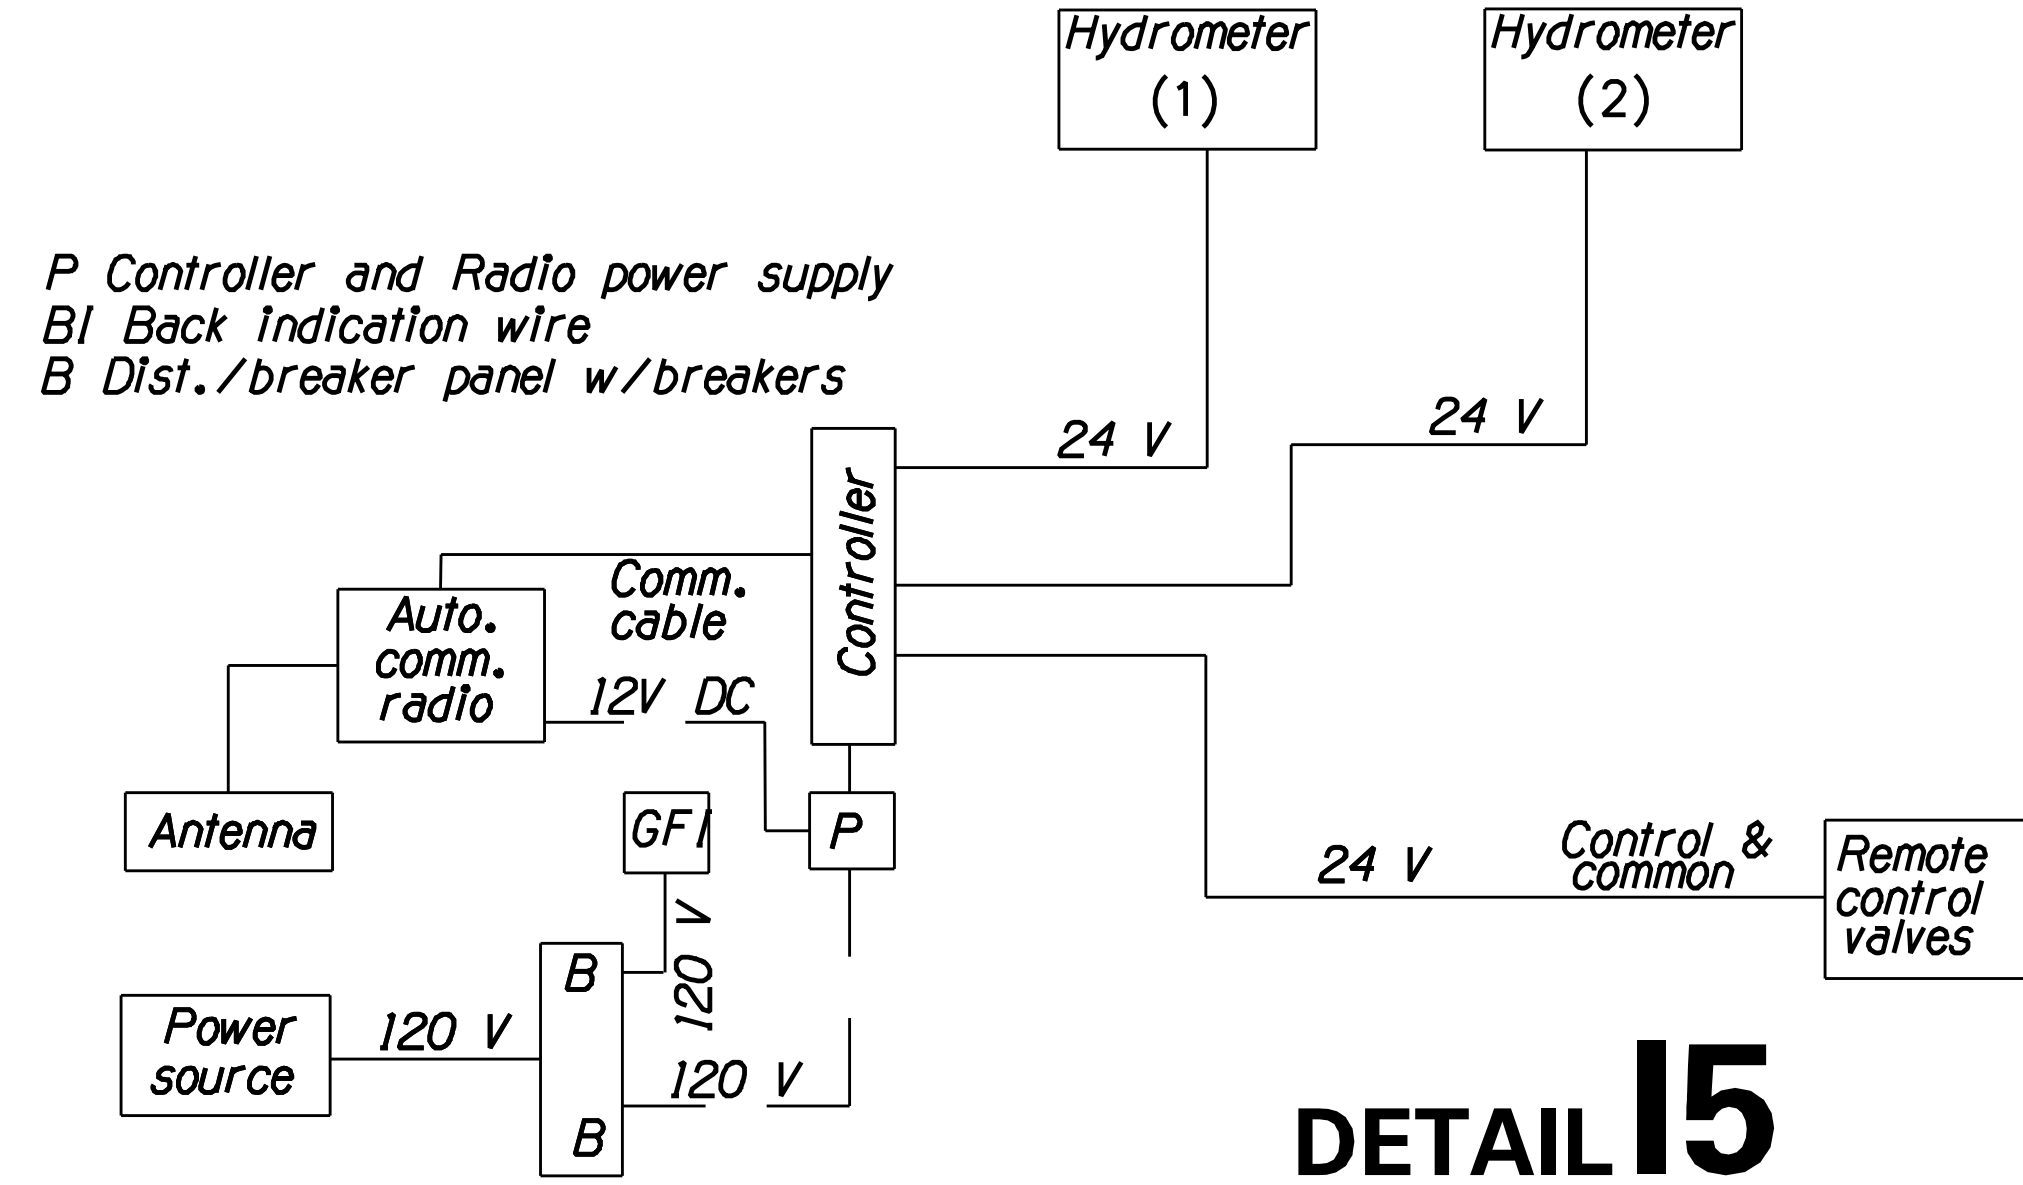 Hydrometer
(1)
Hydrometer
(2)
P Controller and Radio power supply
BI Back indication wire
B Dist./breaker panel w/breakers
24 V
24 V
Controller
Comm.
cable
Auto.
comm.
radio
12V DC
Antenna
GFI
P
24 V
Control &
common
Remote
control
valves
120 V
B
Power
source
120 V
120 V
B
DETAIL I5